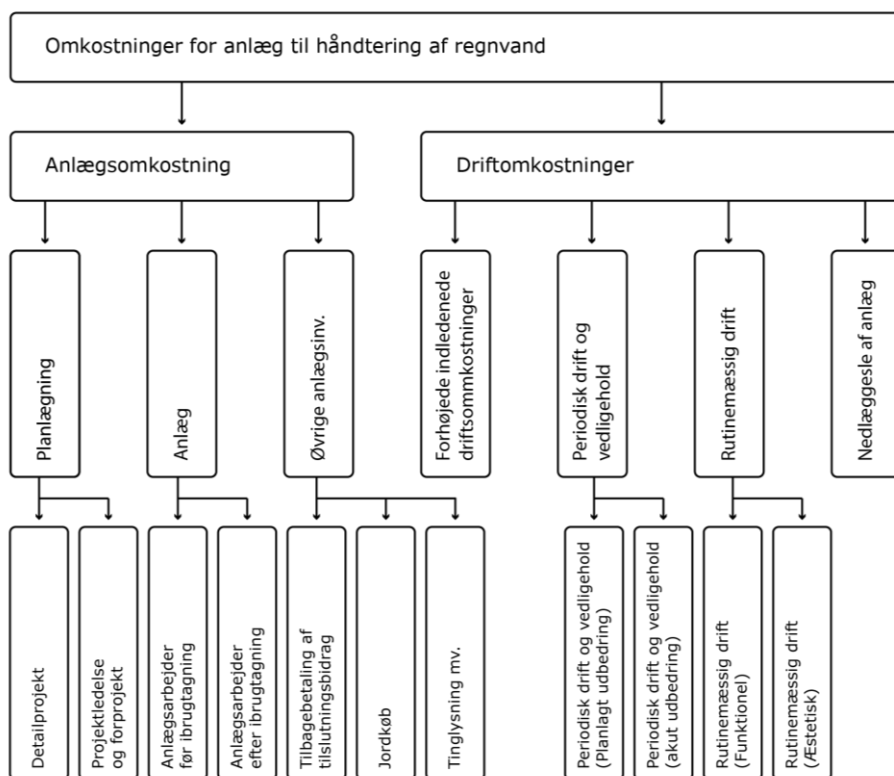 Omkostninger for anlæg til håndtering af regnvand
Anlægsomkostning
Driftomkostninger
Planlægning
Anlæg
Øvrige anlægsinv.
Forhøjede indledenede
driftsommkostninger
Periodisk drift og
vedligehold
Rutinemæssig drift
Nedlæggesle af anlæg
Detailprojekt
Projektledelse
og forprojekt
Anlægsarbejder
før ibrugtagning
Anlægsarbejder
efter ibrugtagning
Tilbagebetaling af
tilslutningsbidrag
Jordkøb
Tinglysning mv.
Periodisk drift og vedligehold
(Planlagt udbedring)
Periodisk drift og vedligehold
(akut udbedring)
Rutinemæssig drift
(Funktionel)
Rutinemæssig drift
(Æstetisk)